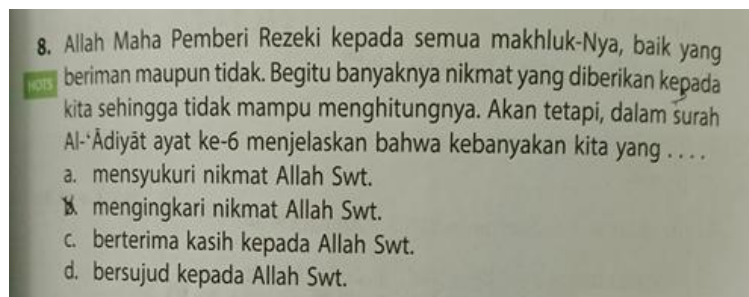 8. Allah Maha Pemberi Rezeki kepada semua makhluk-Nya, baik yang
HOTS beriman maupun tidak. Begitu banyaknya nikmat yang diberikan kepada
kita sehingga tidak mampu menghitungnya. Akan tetapi, dalam surah
Al-‘Ādiyāt ayat ke-6 menjelaskan bahwa kebanyakan kita yang . . . .
a. mensyukuri nikmat Allah Swt.
b. mengingkari nikmat Allah Swt.
c. berterima kasih kepada Allah Swt.
d. bersujud kepada Allah Swt.